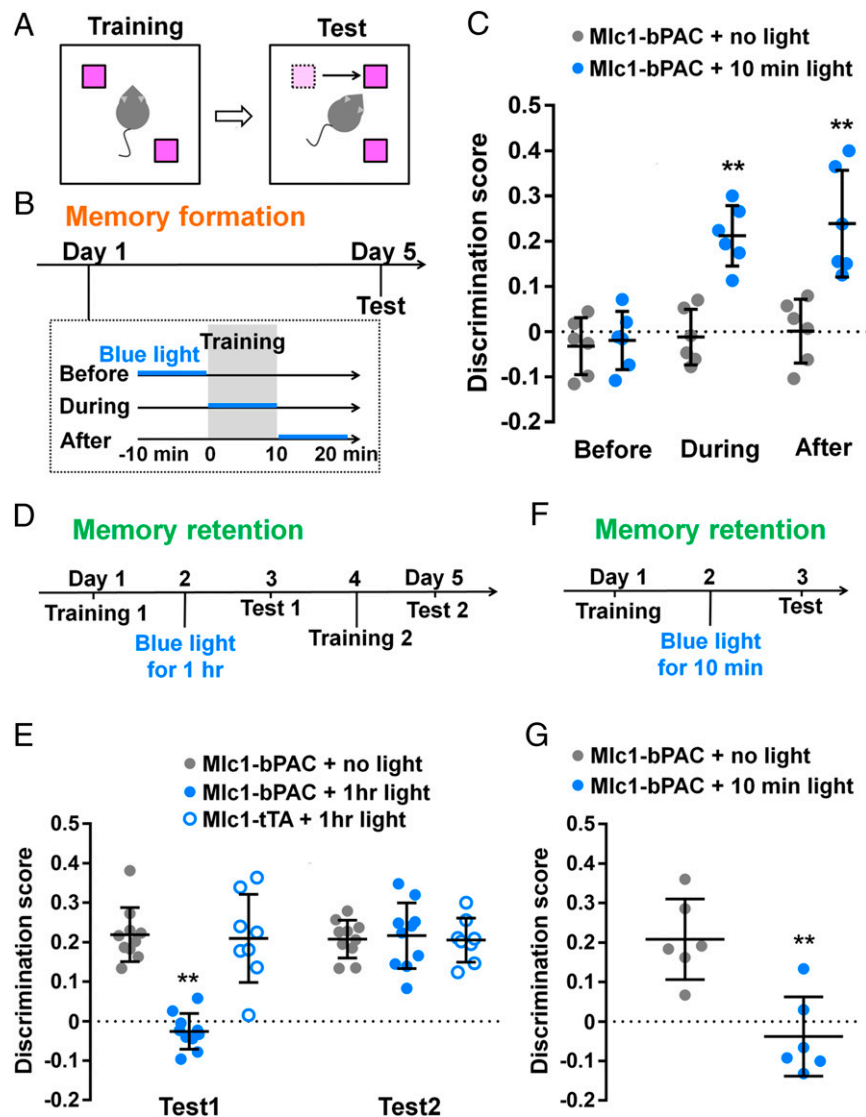 A
Training
Test
B
Memory formation
Day 1
Day 5
Test
Training
Blue light
Before
During
After
-10 min
0
10
20 min
C
Mlc1-bPAC + no light
Mlc1-bPAC + 10 min light
Discrimination score
0.5
0.4
0.3
0.2
0.1
0
-0.1
-0.2
**
**
Before
During
After
D
Memory retention
Day 1
2
3
4
Day 5
Training 1
Test 1
Test 2
Blue light
for 1 hr
Training 2
F
Memory retention
Day 1
2
3
Training
Test
Blue light
for 10 min
E
Mlc1-bPAC + no light
Mlc1-bPAC + 1hr light
Mlc1-tTA + 1hr light
Discrimination score
0.5
0.4
0.3
0.2
0.1
0
-0.1
-0.2
**
Test1
Test2
G
Mlc1-bPAC + no light
Mlc1-bPAC + 10 min light
Discrimination score
0.5
0.4
0.3
0.2
0.1
0
-0.1
-0.2
**